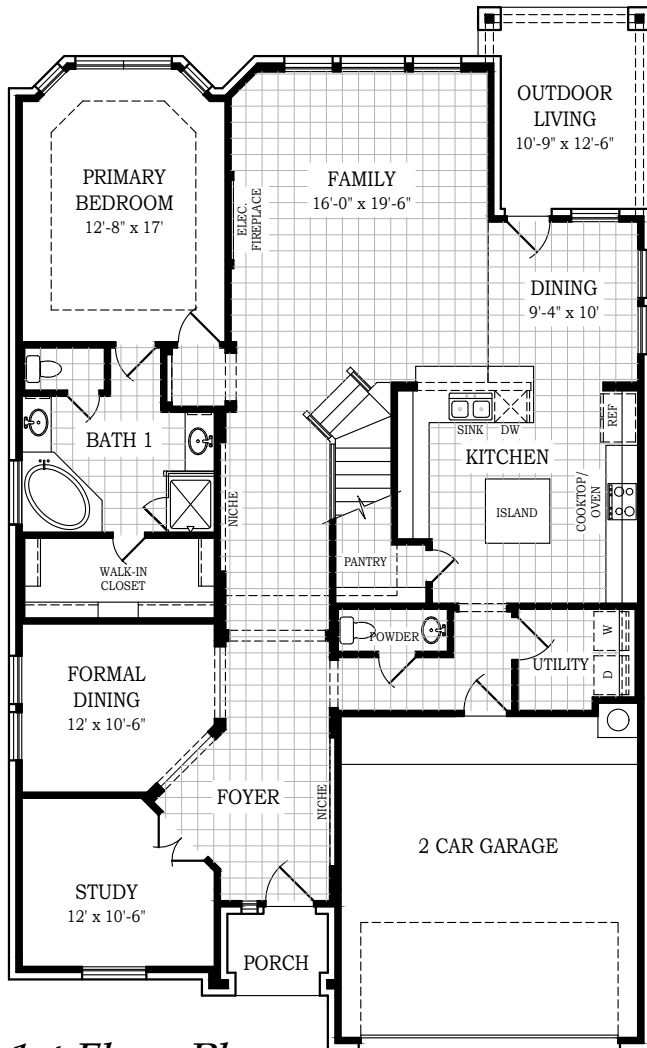 OUTDOOR
LIVING
10'-9" x 12'-6"
PRIMARY
BEDROOM
12'-8" x 17'
FAMILY
16'-0" x 19'-6"
ELEC.
FIREPLACE
DINING
9'-4" x 10'
BATH 1
SINK
DW
REF
KITCHEN
COOKTOP/
OVEN
ISLAND
NICHE
PANTRY
WALK-IN
CLOSET
POWDER
UTILITY
W
D
FORMAL
DINING
12' x 10'-6"
FOYER
NICHE
2 CAR GARAGE
STUDY
12' x 10'-6"
PORCH